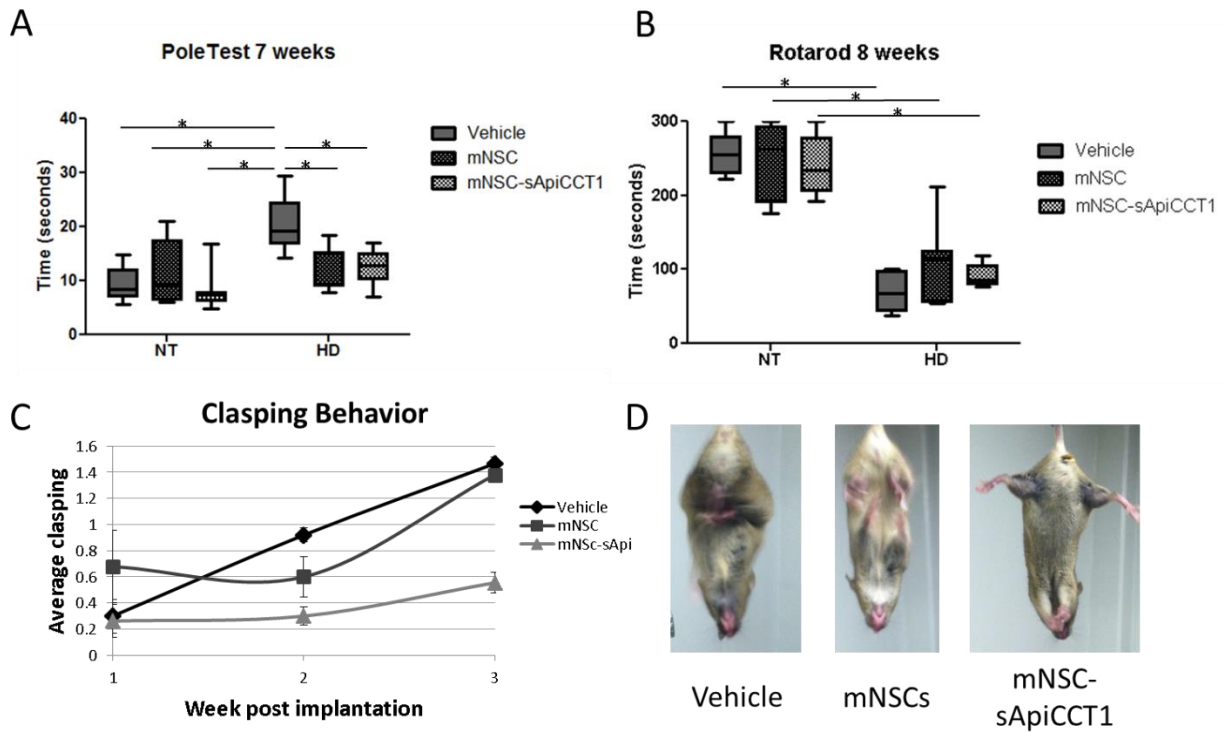 A
PoleTest 7 weeks
Time (seconds)
40
30
20
10
0
*
*
*
*
*
NT
HD
Vehicle
mNSC
mNSC-sApiCCT1
B
Rotarod 8 weeks
Time (seconds)
300
200
100
0
*
*
*
NT
HD
Vehicle
mNSC
mNSC-sApiCCT1
C
Clasping Behavior
Average clasping
1.6
1.4
1.2
1
0.8
0.6
0.4
0.2
0
1
2
3
Week post implantation
Vehicle
mNSC
mNSc-sApi
D
Vehicle
mNSCs
mNSC-
sApiCCT1